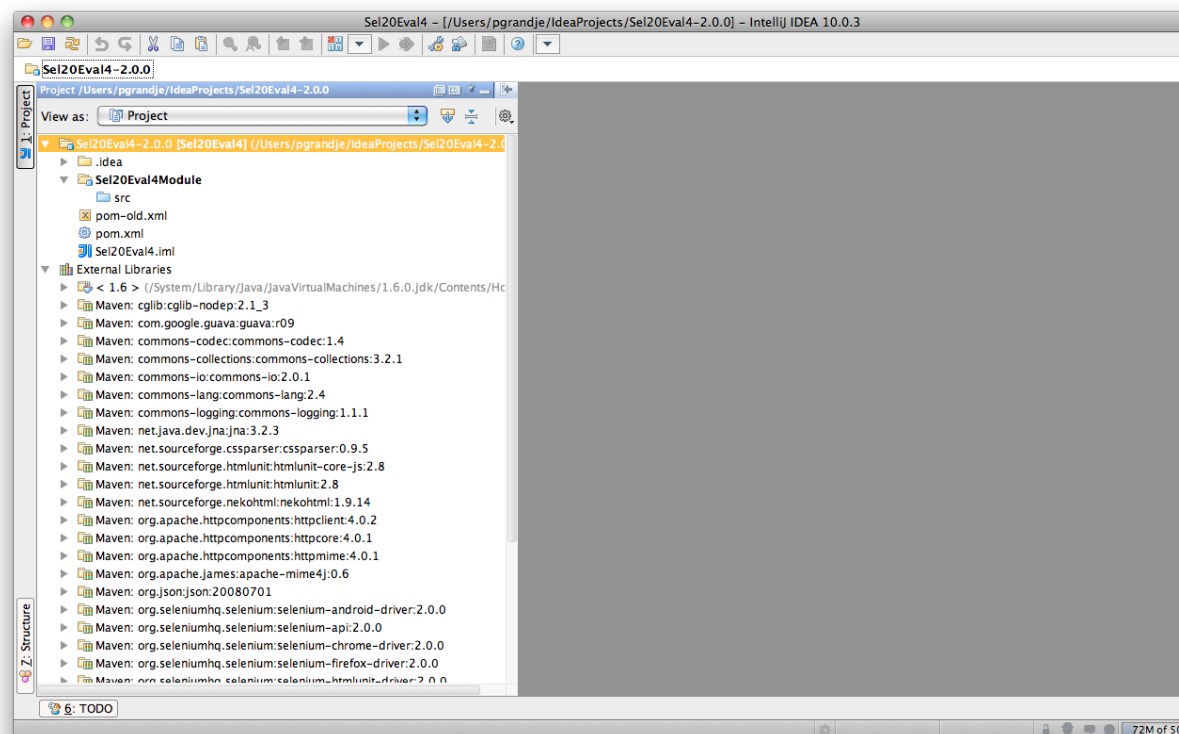 Sel20Eval4 – [/Users/pgrandje/IdeaProjects/Sel20Eval4-2.0.0] – IntelliJ IDEA 10.0.3
Sel20Eval4-2.0.0
Project /Users/pgrandje/IdeaProjects/Sel20Eval4-2.0.0
1: Project
View as: Project
Sel20Eval4-2.0.0 [Sel20Eval4] (/Users/pgrandje/IdeaProjects/Sel20Eval4-2.0
.idea
Sel20Eval4Module
src
pom-old.xml
pom.xml
Sel20Eval4.iml
External Libraries
< 1.6 > (/System/Library/Java/JavaVirtualMachines/1.6.0.jdk/Contents/Ho
Maven: cglib:cglib-nodep:2.1_3
Maven: com.google.guava:guava:r09
Maven: commons-codec:commons-codec:1.4
Maven: commons-collections:commons-collections:3.2.1
Maven: commons-io:commons-io:2.0.1
Maven: commons-lang:commons-lang:2.4
Maven: commons-logging:commons-logging:1.1.1
Maven: net.java.dev.jna:jna:3.2.3
Maven: net.sourceforge.cssparser:cssparser:0.9.5
Maven: net.sourceforge.htmlunit:htmlunit-core-js:2.8
Maven: net.sourceforge.htmlunit:htmlunit:2.8
Maven: net.sourceforge.nekohtml:nekohtml:1.9.14
Maven: org.apache.httpcomponents:httpclient:4.0.2
Maven: org.apache.httpcomponents:httpcore:4.0.1
Maven: org.apache.httpcomponents:httpmime:4.0.1
Maven: org.apache.james:apache-mime4j:0.6
Maven: org.json:json:20080701
Maven: org.seleniumhq.selenium:selenium-android-driver:2.0.0
Maven: org.seleniumhq.selenium:selenium-api:2.0.0
Maven: org.seleniumhq.selenium:selenium-chrome-driver:2.0.0
Maven: org.seleniumhq.selenium:selenium-firefox-driver:2.0.0
Maven: org.seleniumhq.selenium:selenium-htmlunit-driver:2.0.0
Z: Structure
6: TODO
72M of 50